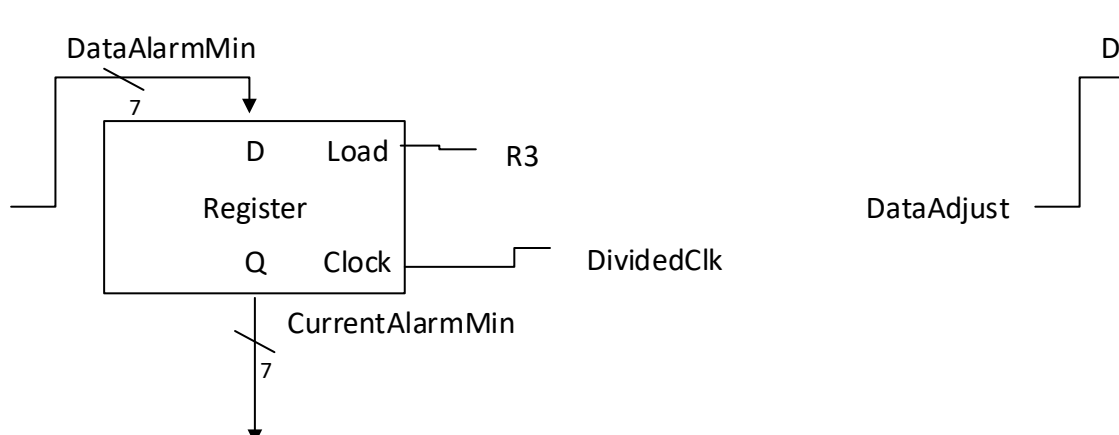 DataAlarmMin
D
7
D Load
R3
Register
DataAdjust
Q Clock
DividedClk
CurrentAlarmMin
7